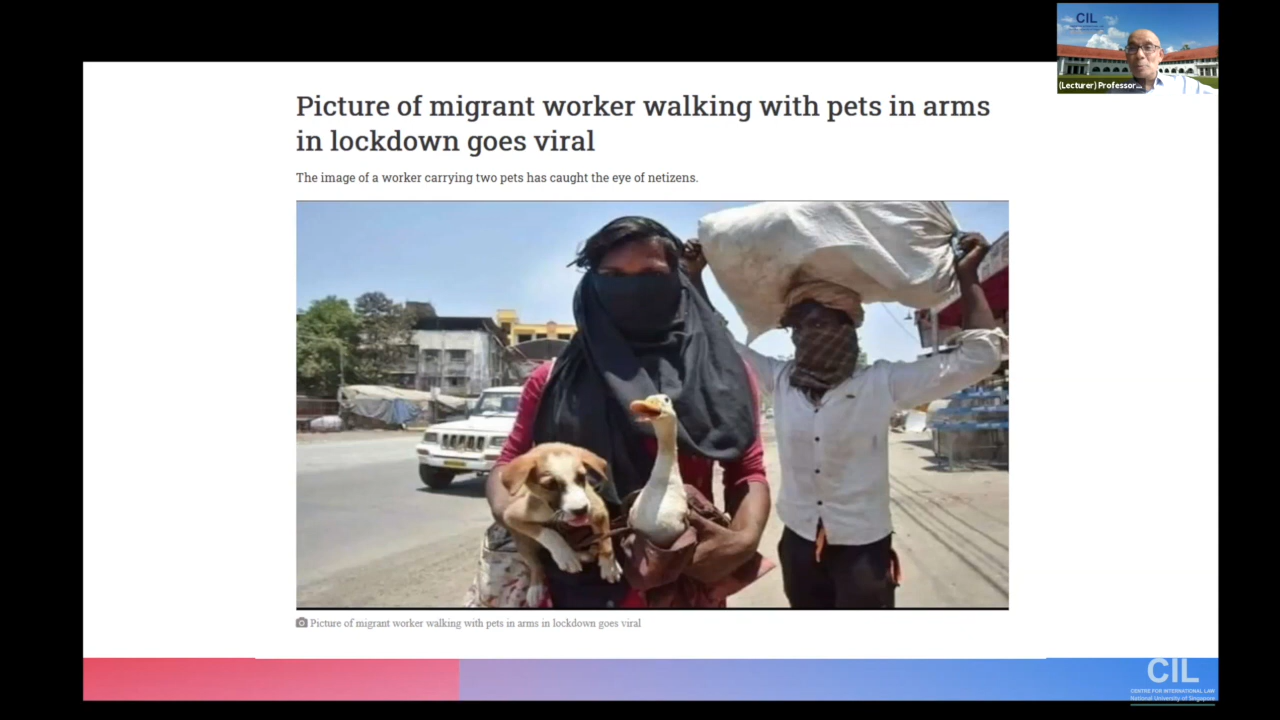 CIL
(Lecturer) Professor...
Picture of migrant worker walking with pets in arms
in lockdown goes viral
The image of a worker carrying two pets has caught the eye of netizens.
Picture of migrant worker walking with pets in arms in lockdown goes viral
CIL
CENTRE FOR INTERNATIONAL LAW
National University of Singapore